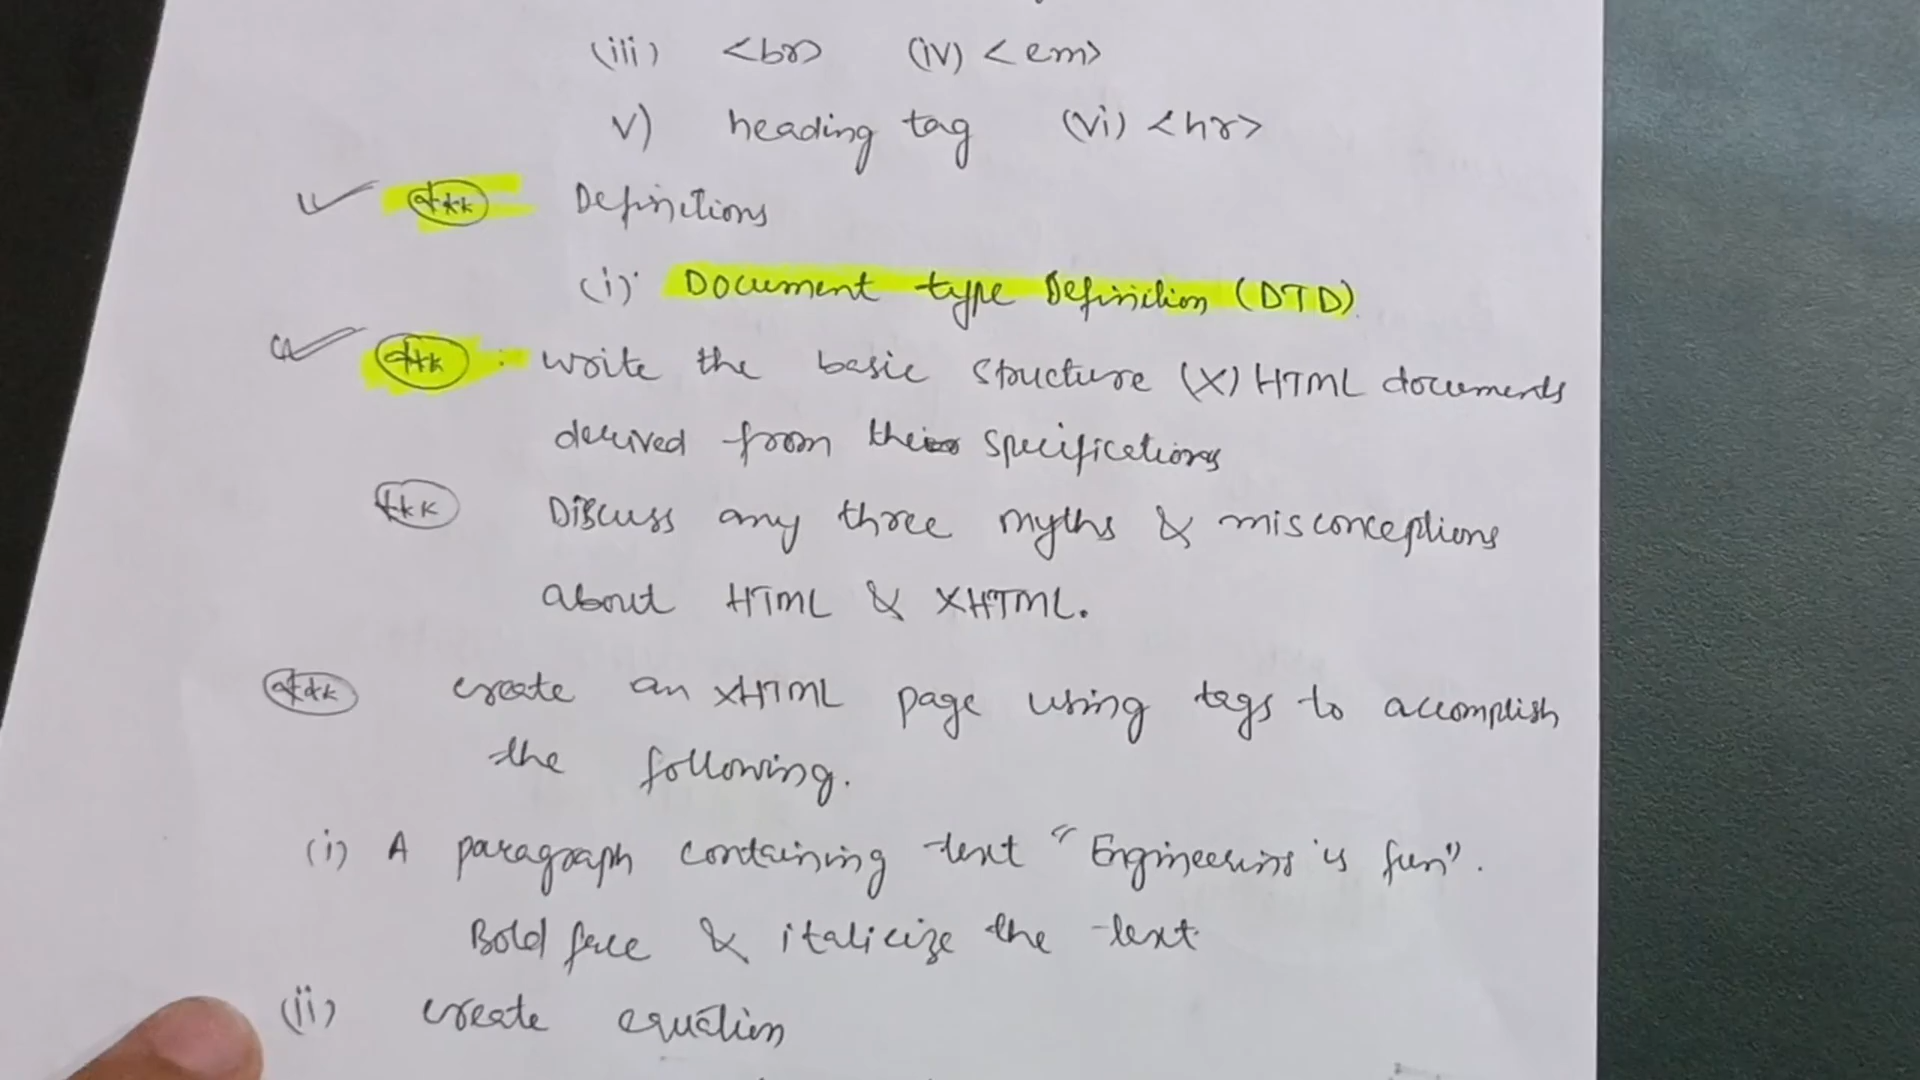 (iii) <br> (iv) <em>
v) heading tag (vi) <hr>
*** Definitions
(i) Document type Definition (DTD)
*** : write the basic structure (X) HTML documents
derived from the specifications
*** Discuss any three myths & misconceptions
about HTML & XHTML.
*** create an XHTML page using tags to accomplish
the following.
(i) A paragraph containing text "Engineering is fun".
Bold face & italicize the text
(ii) create equation